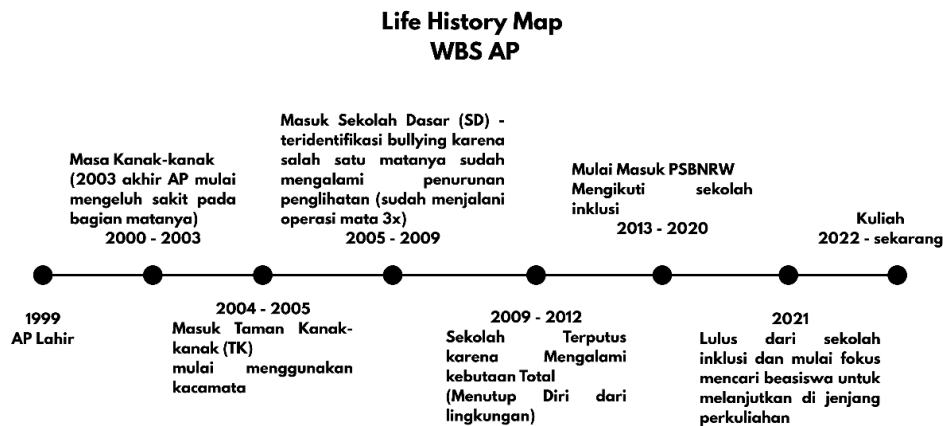 Life History Map
WBS AP
Masa Kanak-kanak
(2003 akhir AP mulai
mengeluh sakit pada
bagian matanya)
2000 - 2003
Masuk Sekolah Dasar (SD) -
teridentifikasi bullying karena
salah satu matanya sudah
mengalami penurunan
penglihatan (sudah menjalani
operasi mata 3x)
2005 - 2009
Mulai Masuk PSBNRW
Mengikuti sekolah
inklusi
2013 - 2020
Kuliah
2022 - sekarang
1999
AP Lahir
2004 - 2005
Masuk Taman Kanak-
kanak (TK)
mulai menggunakan
kacamata
2009 - 2012
Sekolah Terputus
karena Mengalami
kebutaan Total
(Menutup Diri dari
lingkungan)
2021
Lulus dari sekolah
inklusi dan mulai fokus
mencari beasiswa untuk
melanjutkan di jenjang
perkuliahan